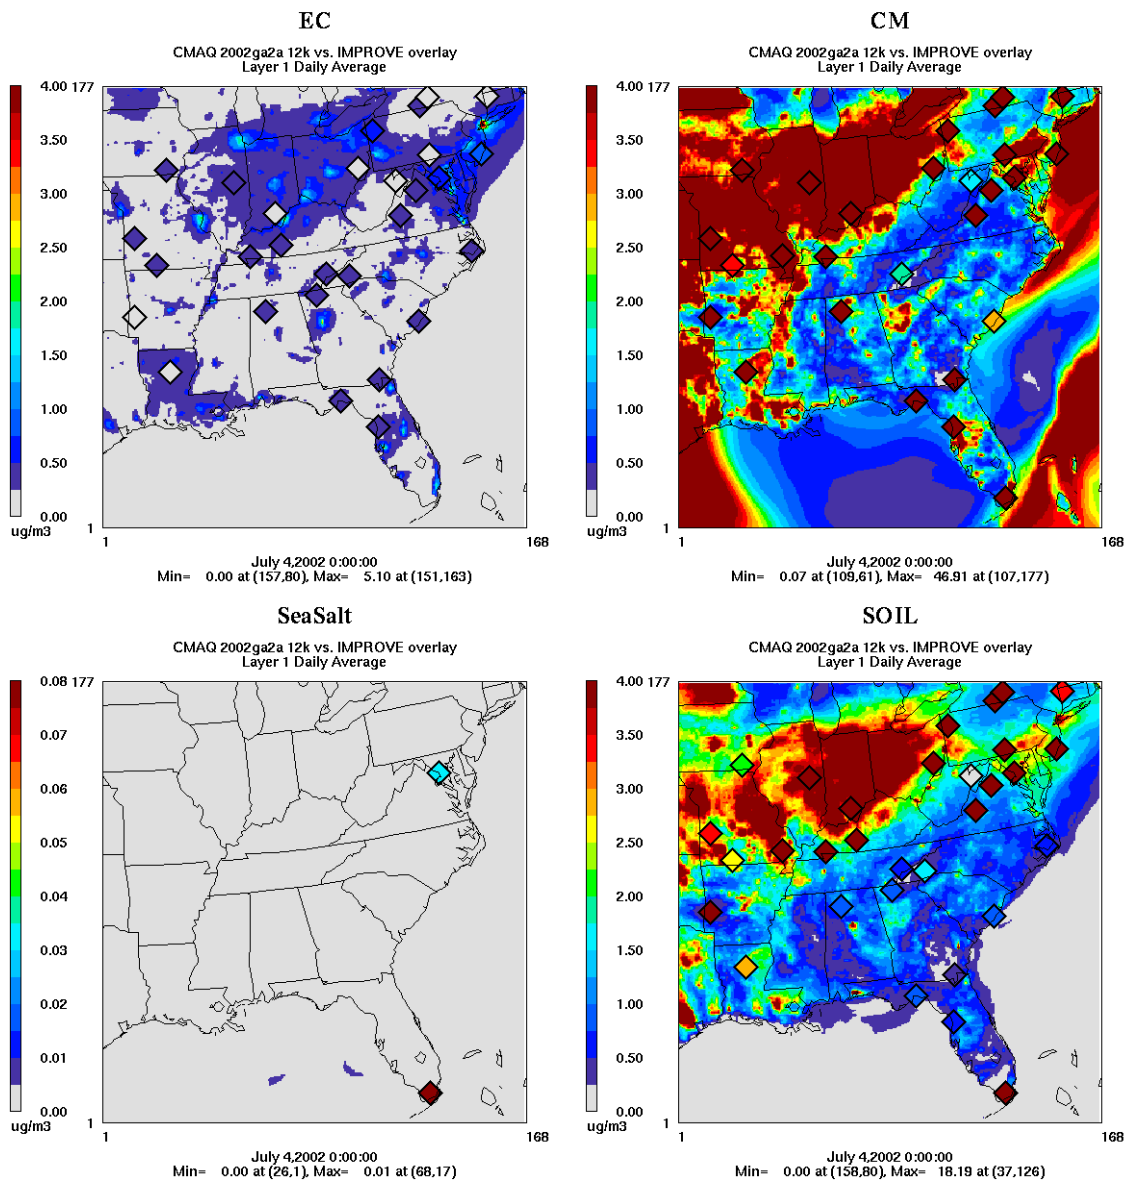 EC
CMAQ 2002ga2a 12k vs. IMPROVE overlay
Layer 1 Daily Average
4.00 177
3.50
3.00
2.50
2.00
1.50
1.00
0.50
0.00
ug/m3
1
1 168
July 4,2002 0:00:00
Min= 0.00 at (157,80), Max= 5.10 at (151,163)
CM
CMAQ 2002ga2a 12k vs. IMPROVE overlay
Layer 1 Daily Average
4.00 177
3.50
3.00
2.50
2.00
1.50
1.00
0.50
0.00
ug/m3
1
1 168
July 4,2002 0:00:00
Min= 0.07 at (109,61), Max= 46.91 at (107,177)
SeaSalt
CMAQ 2002ga2a 12k vs. IMPROVE overlay
Layer 1 Daily Average
0.08 177
0.07
0.06
0.05
0.04
0.03
0.02
0.01
0.00
ug/m3
1
1 168
July 4,2002 0:00:00
Min= 0.00 at (26,1), Max= 0.01 at (68,17)
SOIL
CMAQ 2002ga2a 12k vs. IMPROVE overlay
Layer 1 Daily Average
4.00 177
3.50
3.00
2.50
2.00
1.50
1.00
0.50
0.00
ug/m3
1
1 168
July 4,2002 0:00:00
Min= 0.00 at (158,80), Max= 18.19 at (37,126)